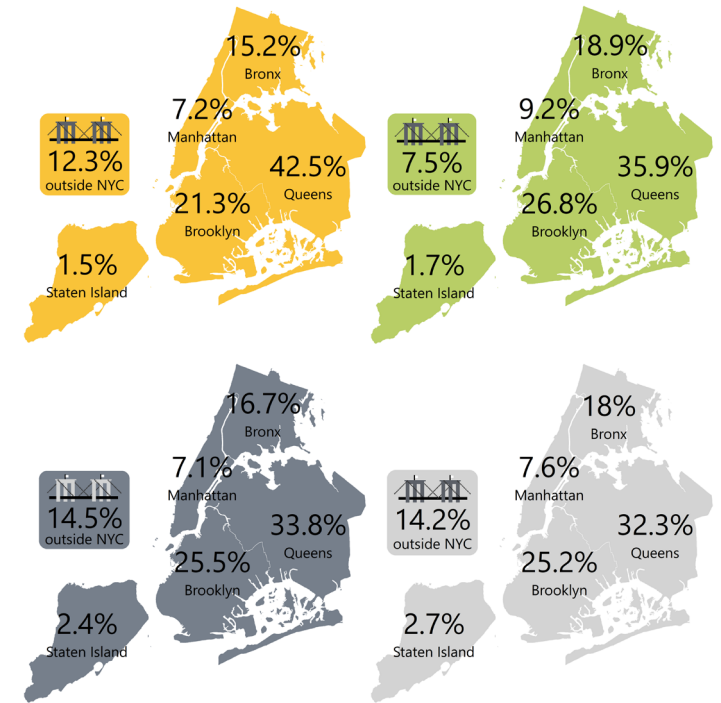 15.2%
Bronx
7.2%
Manhattan
12.3%
outside NYC
42.5%
Queens
21.3%
Brooklyn
1.5%
Staten Island
18.9%
Bronx
9.2%
Manhattan
7.5%
outside NYC
35.9%
Queens
26.8%
Brooklyn
1.7%
Staten Island
16.7%
Bronx
7.1%
Manhattan
14.5%
outside NYC
33.8%
Queens
25.5%
Brooklyn
2.4%
Staten Island
18%
Bronx
7.6%
Manhattan
14.2%
outside NYC
32.3%
Queens
25.2%
Brooklyn
2.7%
Staten Island